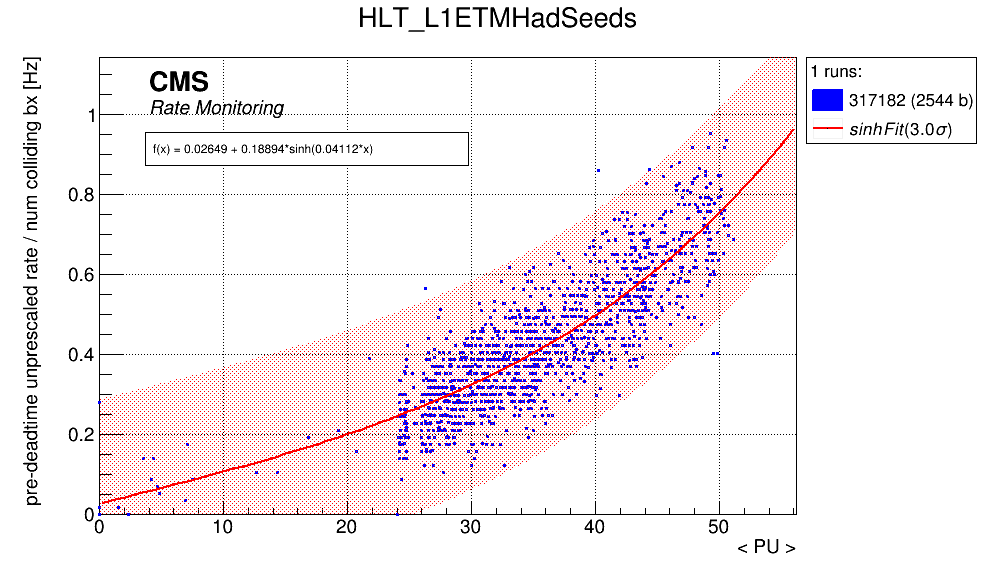 HLT_L1ETMHadSeeds
pre-deadtime unprescaled rate / num colliding bx [Hz]
CMS
Rate Monitoring
f(x) = 0.02649 + 0.18894*sinh(0.04112*x)
1 runs:
317182 (2544 b)
sinhFit(3.0σ)
1
0.8
0.6
0.4
0.2
0
0 10 20 30 40 50
< PU >